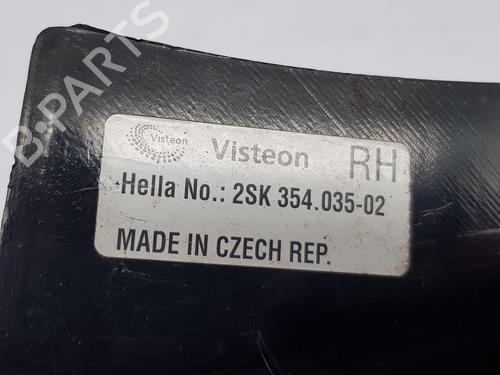 B-PARTS
Visteon Visteon RH
Hella No.: 2SK 354.035-02
MADE IN CZECH REP.